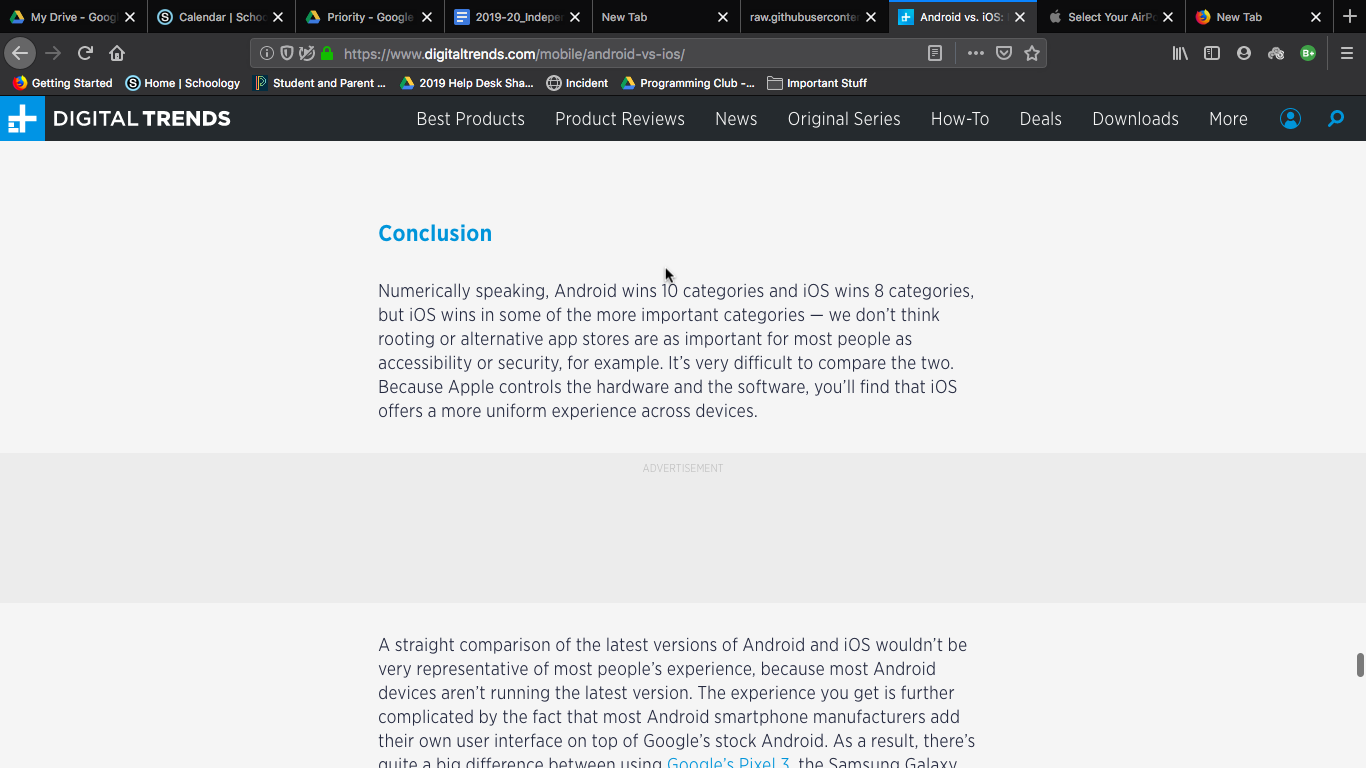 My Drive - Goog
Calendar | Schoo
Priority - Google
2019-20_Indepe
New Tab
raw.githubuserconter
Android vs. iOS:
Select Your AirPo
New Tab
https://www.digitaltrends.com/mobile/android-vs-ios/
B+
Getting Started
Home | Schoology
Student and Parent ...
2019 Help Desk Sha...
Incident
Programming Club -...
Important Stuff
DIGITAL TRENDS
Best Products
Product Reviews
News
Original Series
How-To
Deals
Downloads
More
Conclusion
Numerically speaking, Android wins 10 categories and iOS wins 8 categories,
but iOS wins in some of the more important categories — we don’t think
rooting or alternative app stores are as important for most people as
accessibility or security, for example. It’s very difficult to compare the two.
Because Apple controls the hardware and the software, you’ll find that iOS
offers a more uniform experience across devices.
ADVERTISEMENT
A straight comparison of the latest versions of Android and iOS wouldn’t be
very representative of most people’s experience, because most Android
devices aren’t running the latest version. The experience you get is further
complicated by the fact that most Android smartphone manufacturers add
their own user interface on top of Google’s stock Android. As a result, there’s
quite a big difference between using Google’s Pixel 3, the Samsung Galaxy